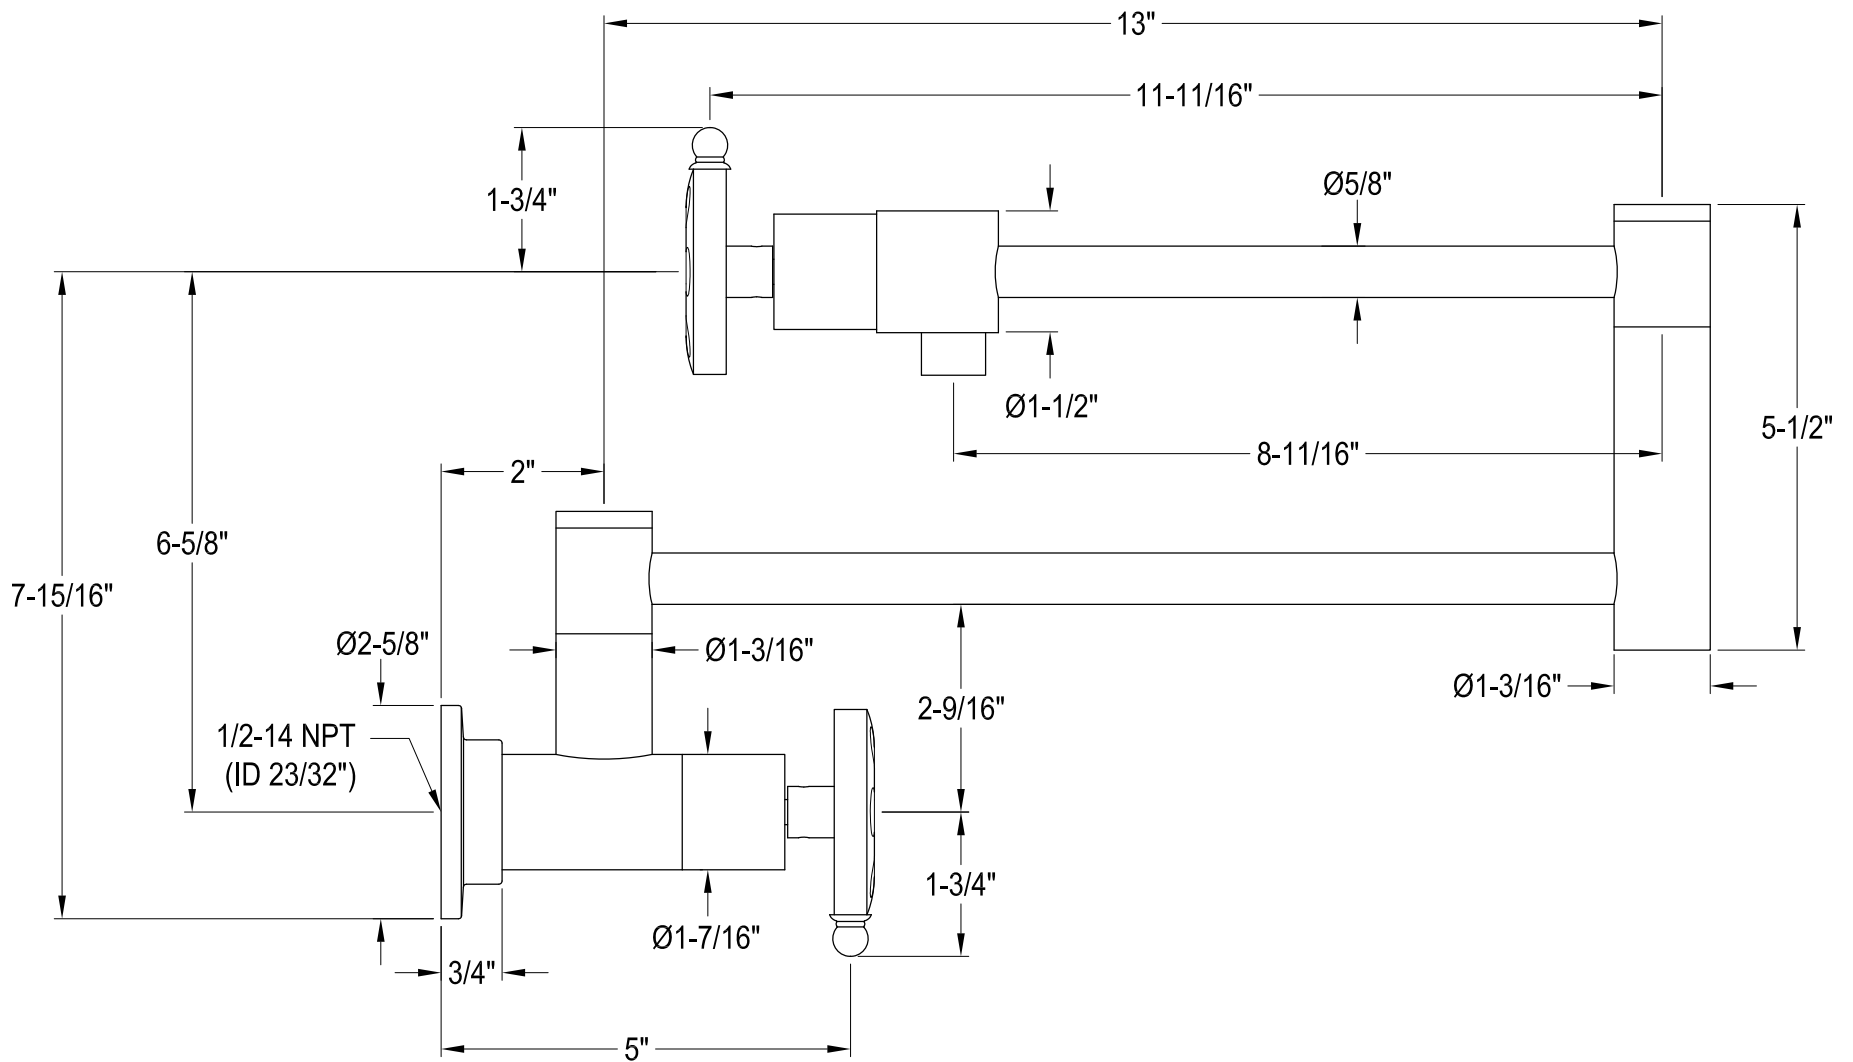 13"
11-11/16"
1-3/4"
Ø5/8"
Ø1-1/2"
5-1/2"
8-11/16"
2"
6-5/8"
7-15/16"
Ø2-5/8"
Ø1-3/16"
Ø1-3/16"
2-9/16"
1/2-14 NPT
(ID 23/32")
1-3/4"
Ø1-7/16"
3/4"
5"